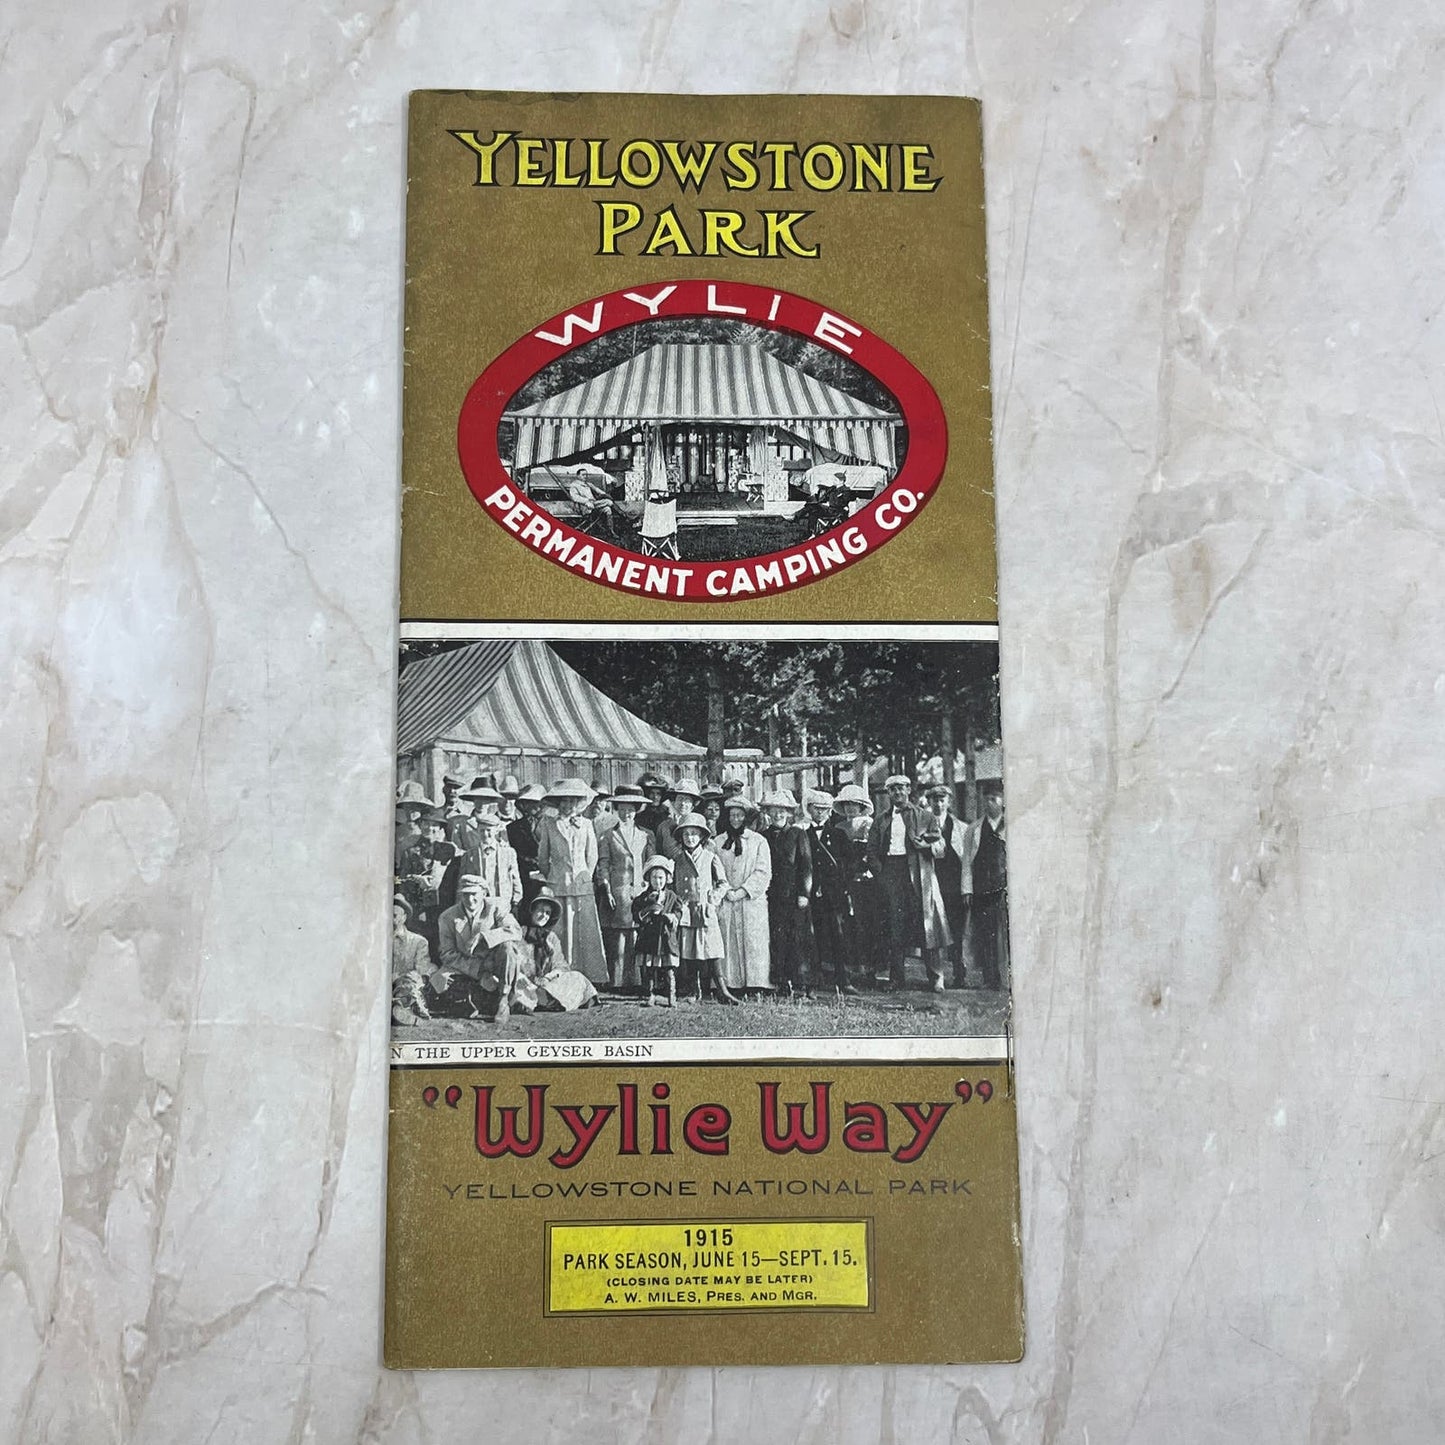 YELLOWSTONE
PARK
WYLIE
PERMANENT CAMPING CO.
N THE UPPER GEYSER BASIN
"Wylie Way"
YELLOWSTONE NATIONAL PARK
1915
PARK SEASON, JUNE 15—SEPT. 15.
(CLOSING DATE MAY BE LATER)
A. W. MILES, PRES. AND MGR.